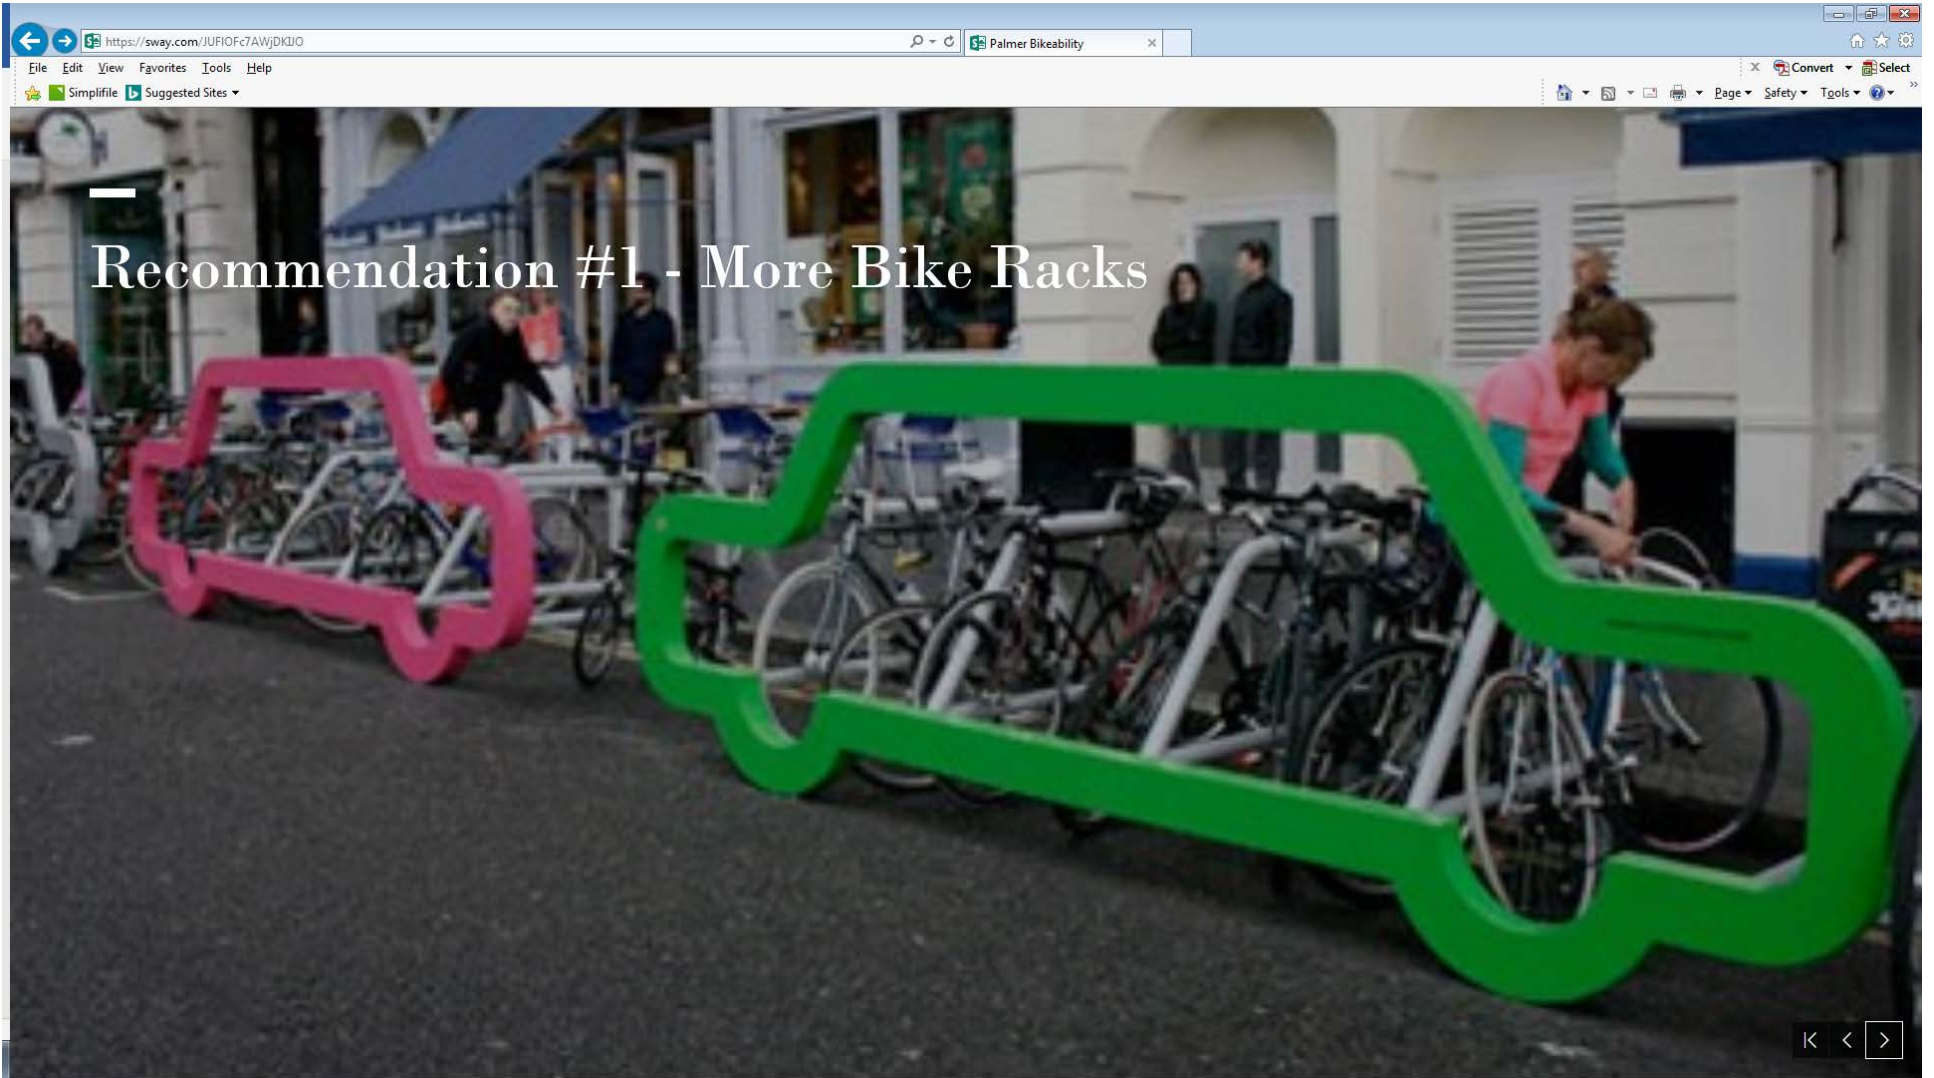 https://sway.com/JUFIOFc7AWjDKIJO
Palmer Bikeability
File Edit View Favorites Tools Help
Convert Select
Simplifile Suggested Sites
Page Safety Tools
Recommendation #1 - More Bike Racks